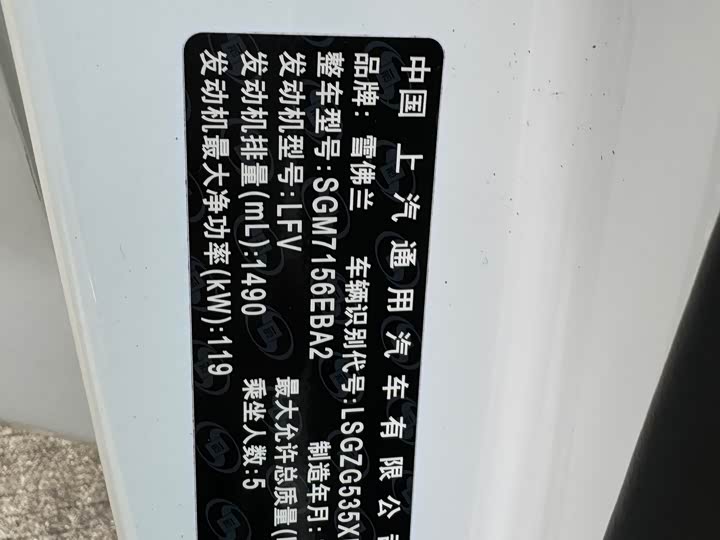 中国 上汽通用汽车有限公司
品牌: 雪佛兰 车辆识别代号:LSGZG535X
整车型号:SGM7156EBA2 制造年月:
发动机型号:LFV 最大允许总质量(
发动机排量(mL):1490 乘坐人数:5
发动机最大净功率(kW):119